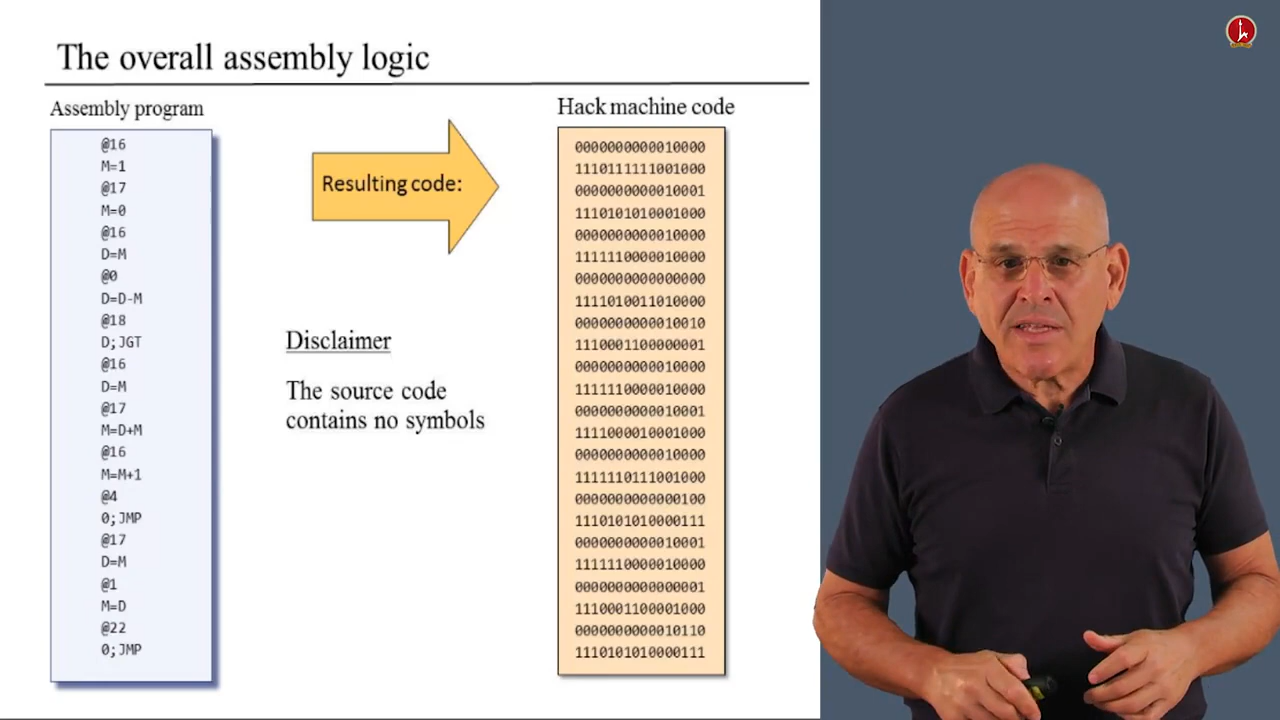 The overall assembly logic
Assembly program
@16
M=1
@17
M=0
@16
D=M
@0
D=D-M
@18
D;JGT
@16
D=M
@17
M=D+M
@16
M=M+1
@4
0;JMP
@17
D=M
@1
M=D
@22
0;JMP
Resulting code:
Disclaimer
The source code
contains no symbols
Hack machine code
0000000000010000
1110111111001000
0000000000010001
1110101010001000
0000000000010000
1111110000010000
0000000000000000
1111010011010000
0000000000010010
1110001100000001
0000000000010000
1111110000010000
0000000000010001
1111000010001000
0000000000010000
1111110111001000
0000000000000100
1110101010000111
0000000000010001
1111110000010000
0000000000000001
1110001100001000
0000000000010110
1110101010000111